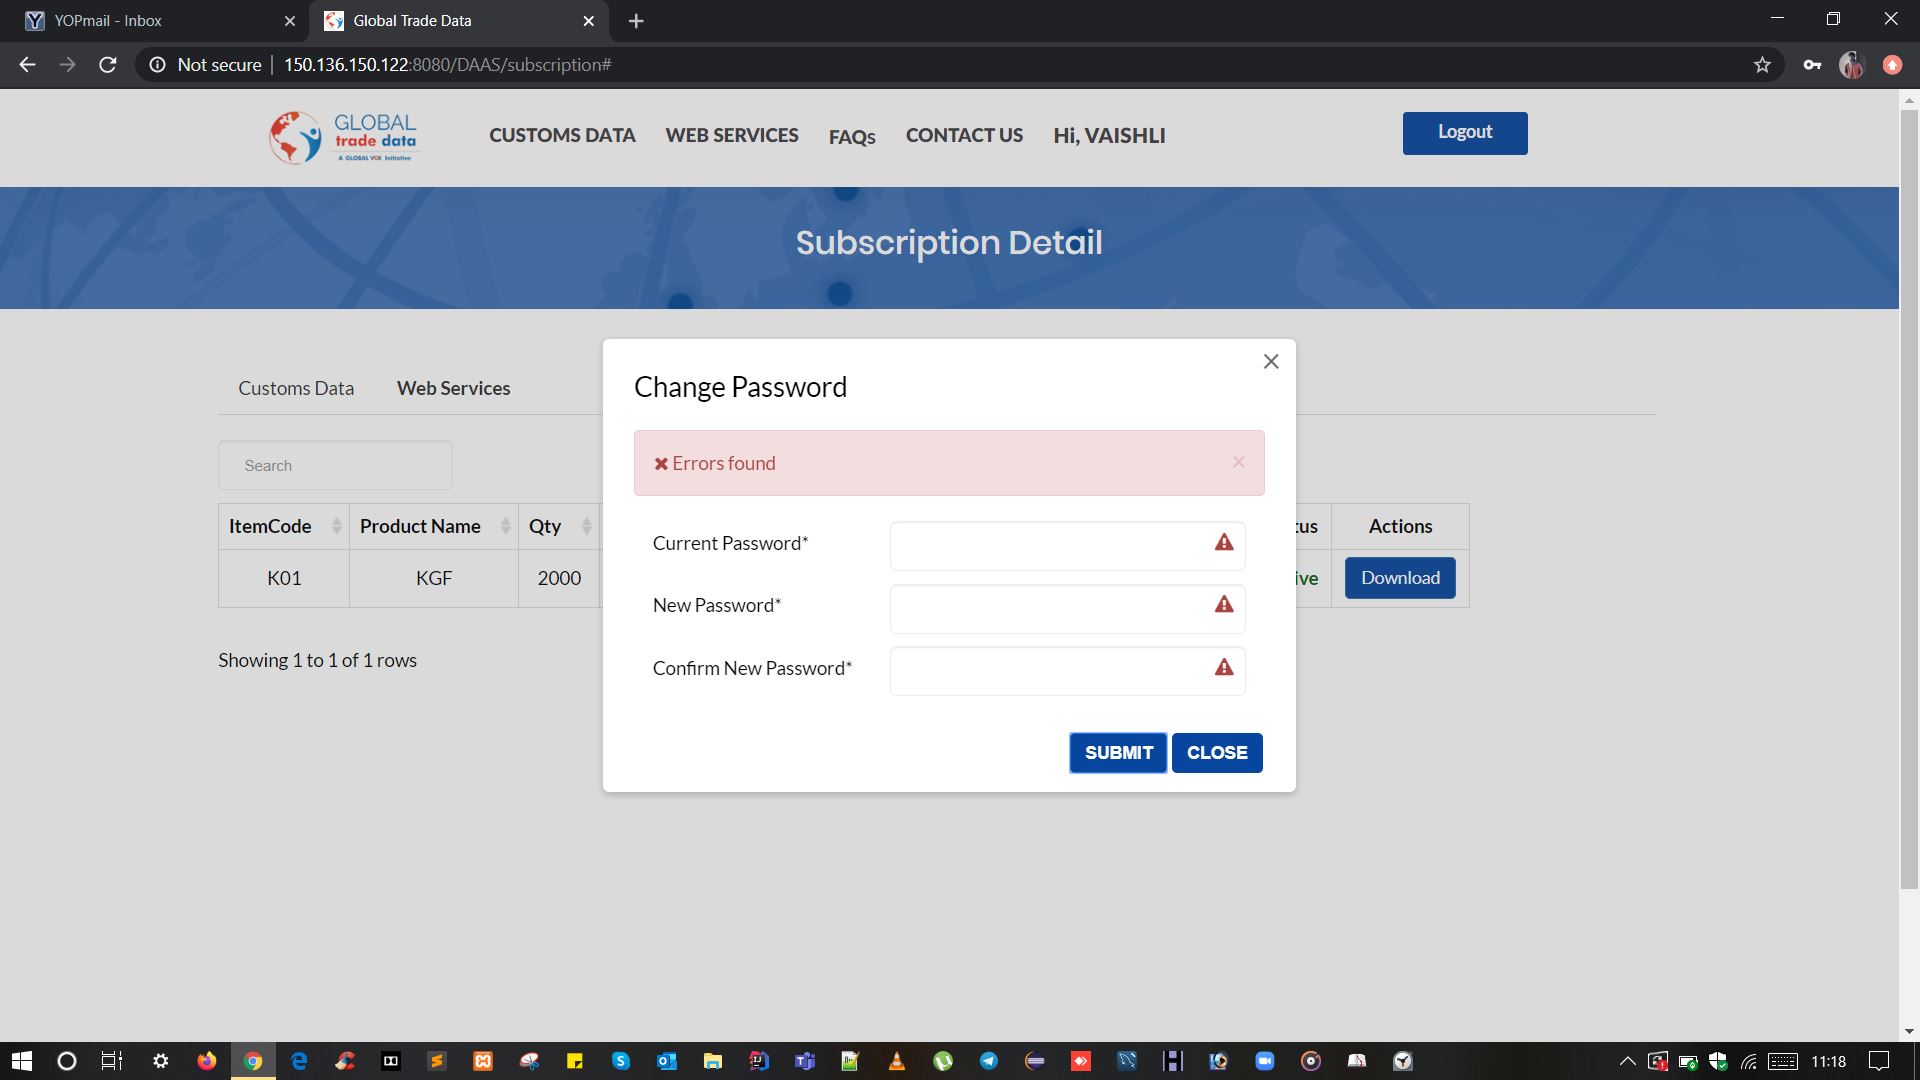 YOPmail - Inbox
Global Trade Data
Not secure
150.136.150.122:8080/DAAS/subscription#
GLOBAL
trade data
A GLOBAL VOX Initiative
CUSTOMS DATA
WEB SERVICES
FAQs
CONTACT US
Hi, VAISHLI
Logout
Subscription Detail
Customs Data
Web Services
Search
ItemCode
Product Name
Qty
tus
Actions
K01
KGF
2000
ive
Download
Showing 1 to 1 of 1 rows
Change Password
Errors found
Current Password*
New Password*
Confirm New Password*
SUBMIT
CLOSE
11:18